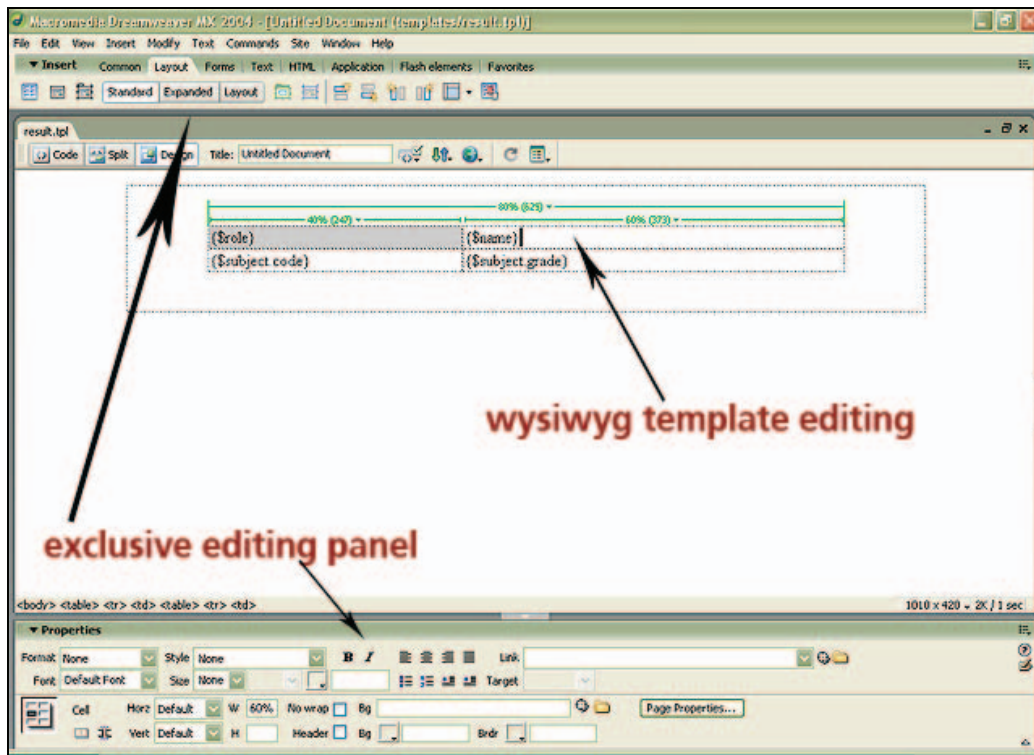 Macromedia Dreamweaver MX 2004 - [Untitled Document (templates/result.tpl)]
File Edit View Insert Modify Text Commands Site Window Help
Insert Common Layout Forms Text HTML Application Flash elements Favorites
Standard Expanded Layout
result.tpl
Code Split Design Title: Untitled Document
80% (625)
40% (247) 60% (373)
{$role} {$name}
{$subject.code} {$subject.grade}
wysiwyg template editing
exclusive editing panel
<body> <table> <tr> <td> <table> <tr> <td> 1010 x 420 2K / 1 sec
Properties
Format None Style None B I Link
Font Default Font Size None Target
Cell Horz Default W 60% No wrap Bg Page Properties...
Vert Default H Header Bg Brdr